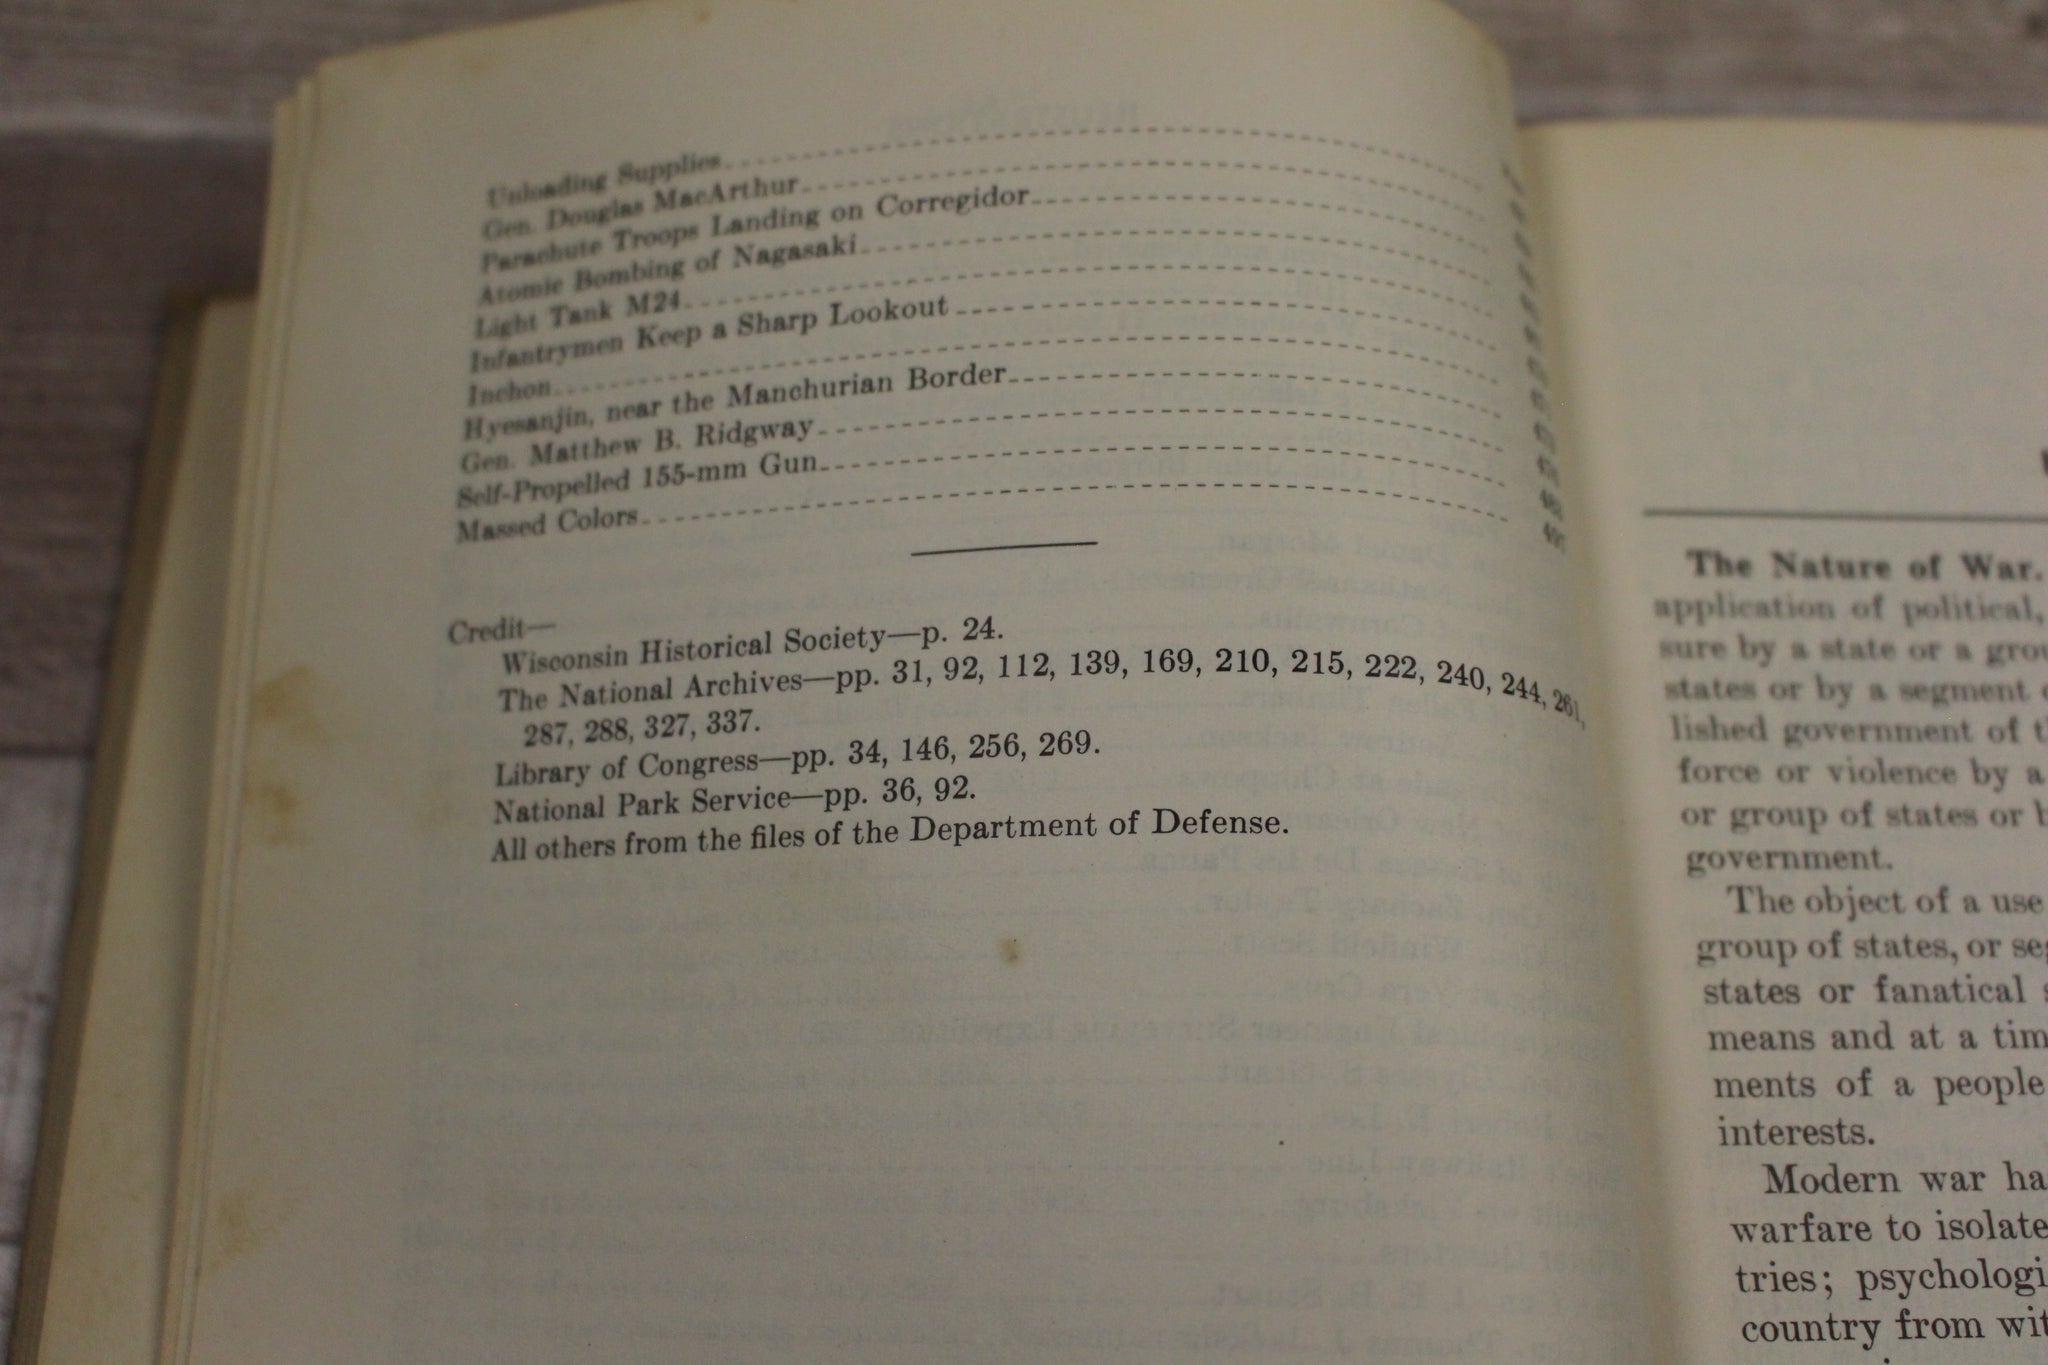 Unloading Supplies
Gen. Douglas MacArthur
Parachute Troops Landing on Corregidor
Atomic Bombing of Nagasaki
Light Tank M24
Infantrymen Keep a Sharp Lookout
Inchon
Hyesanjin, near the Manchurian Border
Gen. Matthew B. Ridgway
Self-Propelled 155-mm Gun
Massed Colors
Credit—
Wisconsin Historical Society—p. 24.
The National Archives—pp. 31, 92, 112, 139, 169, 210, 215, 222, 240, 244, 261,
287, 288, 327, 337.
Library of Congress—pp. 34, 146, 256, 269.
National Park Service—pp. 36, 92.
All others from the files of the Department of Defense.
The Nature of War.
application of political,
sure by a state or a grou
states or by a segment
lished government of t
force or violence by a
or group of states or b
government.
The object of a use
group of states, or seg
states or fanatical
means and at a tim
ments of a people
interests.
Modern war ha
warfare to isolate
tries; psychologi
country from wit